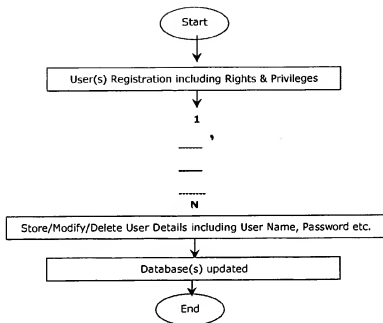 Start
User(s) Registration including Rights & Privileges
1
,
N
Store/Modify/Delete User Details including User Name, Password etc.
Database(s) updated
End